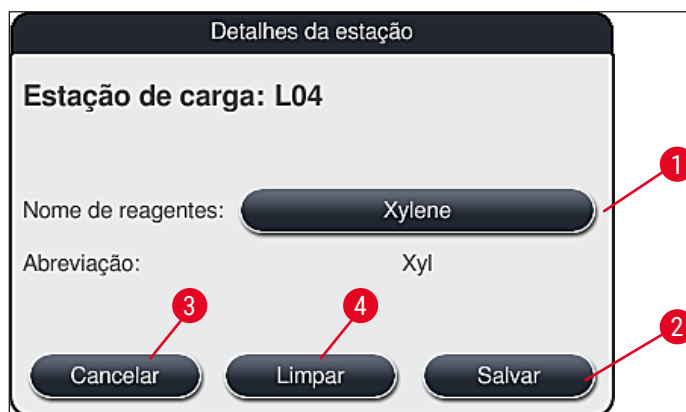 Detalhes da estação
Estação de carga: L04
1
Nome de reagentes: Xylene
Abreviação: Xyl
3 4
2
Cancelar Limpar Salvar